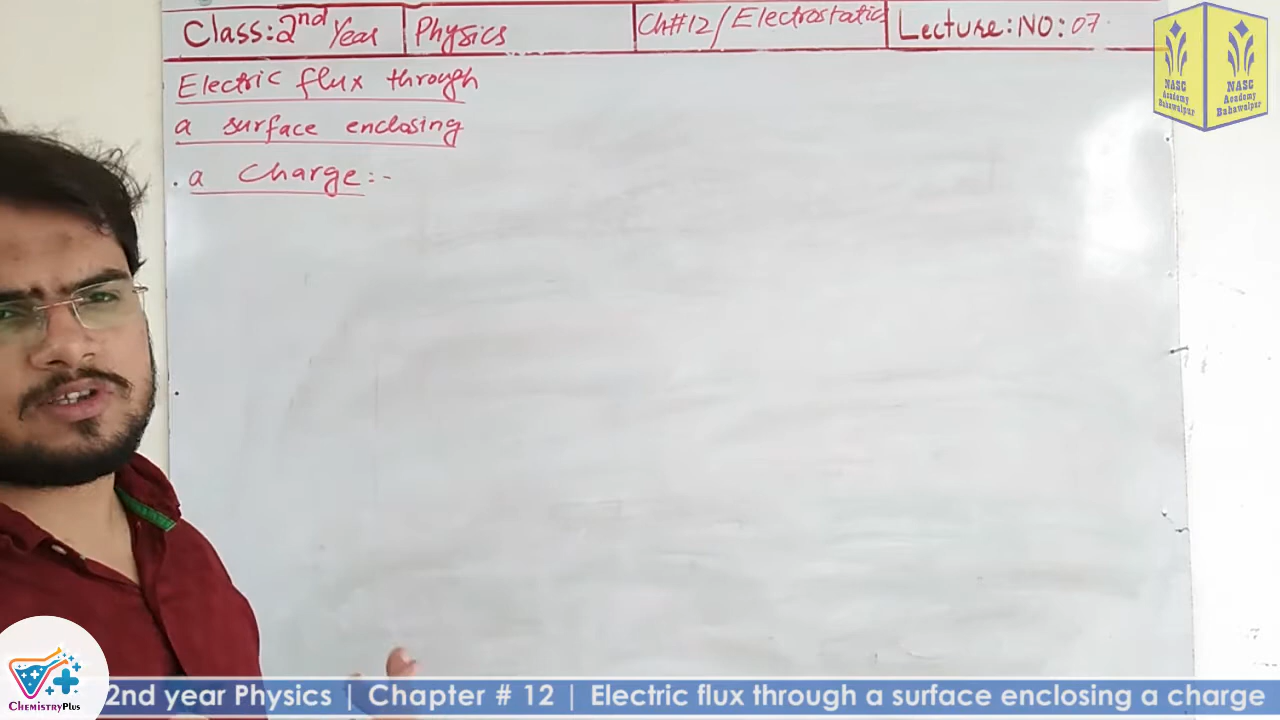 Class: 2nd Year
Physics
Ch#12/Electrostatic
Lecture: NO: 07
Electric flux through
a surface enclosing
a Charge:-
NASC
Academy
Bahawalpur
NASC
Academy
Bahawalpur
ChemistryPlus
2nd year Physics | Chapter # 12 | Electric flux through a surface enclosing a charge